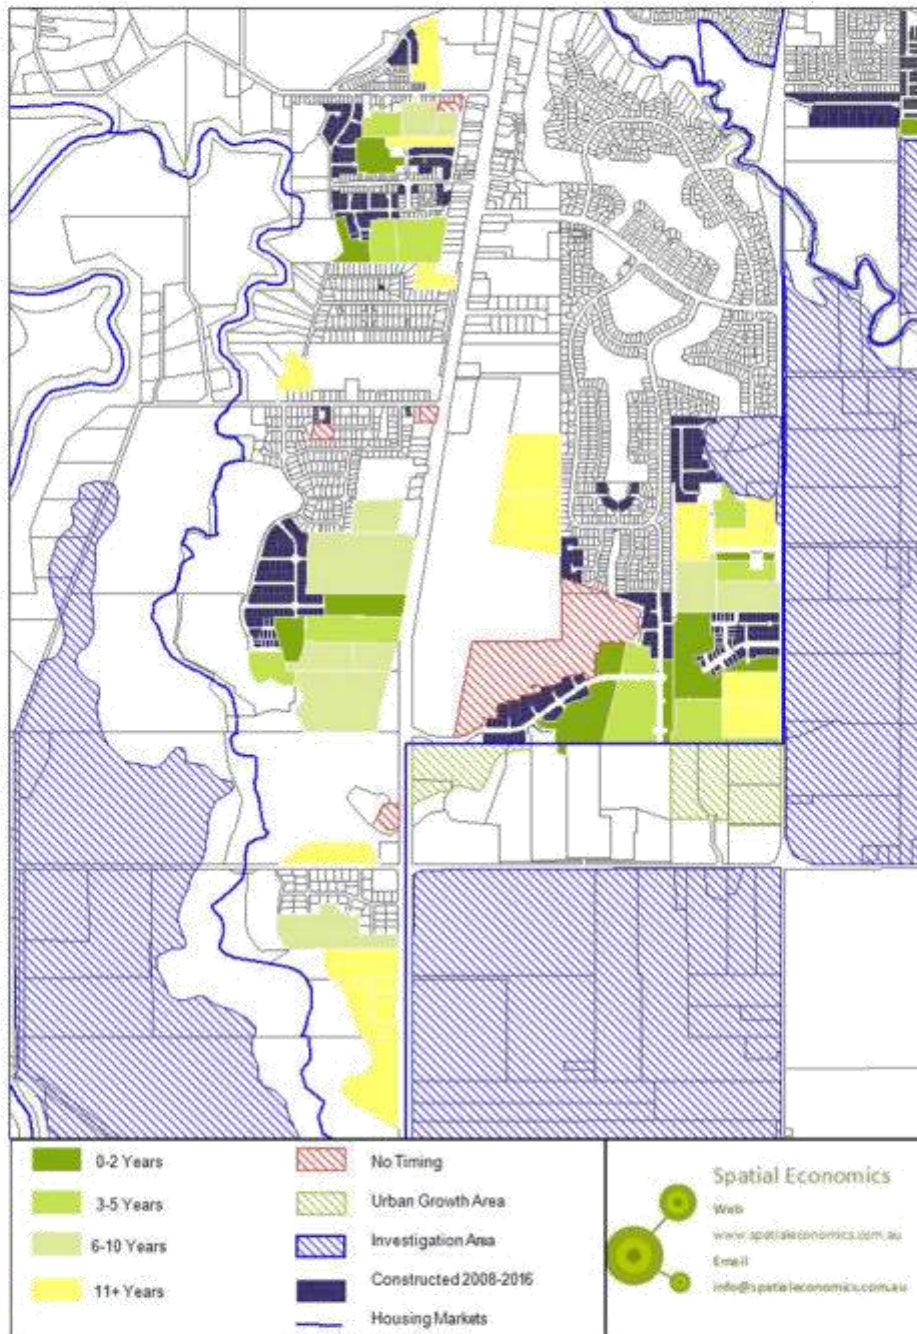 0-2 Years
3-5 Years
6-10 Years
11+ Years
No Timing
Urban Growth Area
Investigation Area
Constructed 2008-2016
Housing Markets
Spatial Economics
Web
www.spatialeconomics.com.au
Email
info@spatialeconomics.com.au